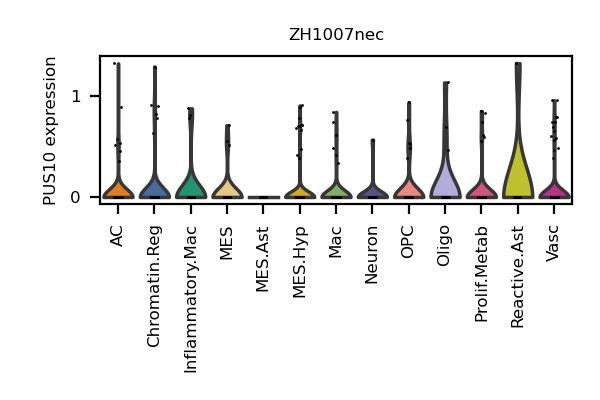 ZH1007nec
PUS10 expression
1
0
AC
Chromatin.Reg
Inflammatory.Mac
MES
MES.Ast
MES.Hyp
Mac
Neuron
OPC
Oligo
Prolif.Metab
Reactive.Ast
Vasc